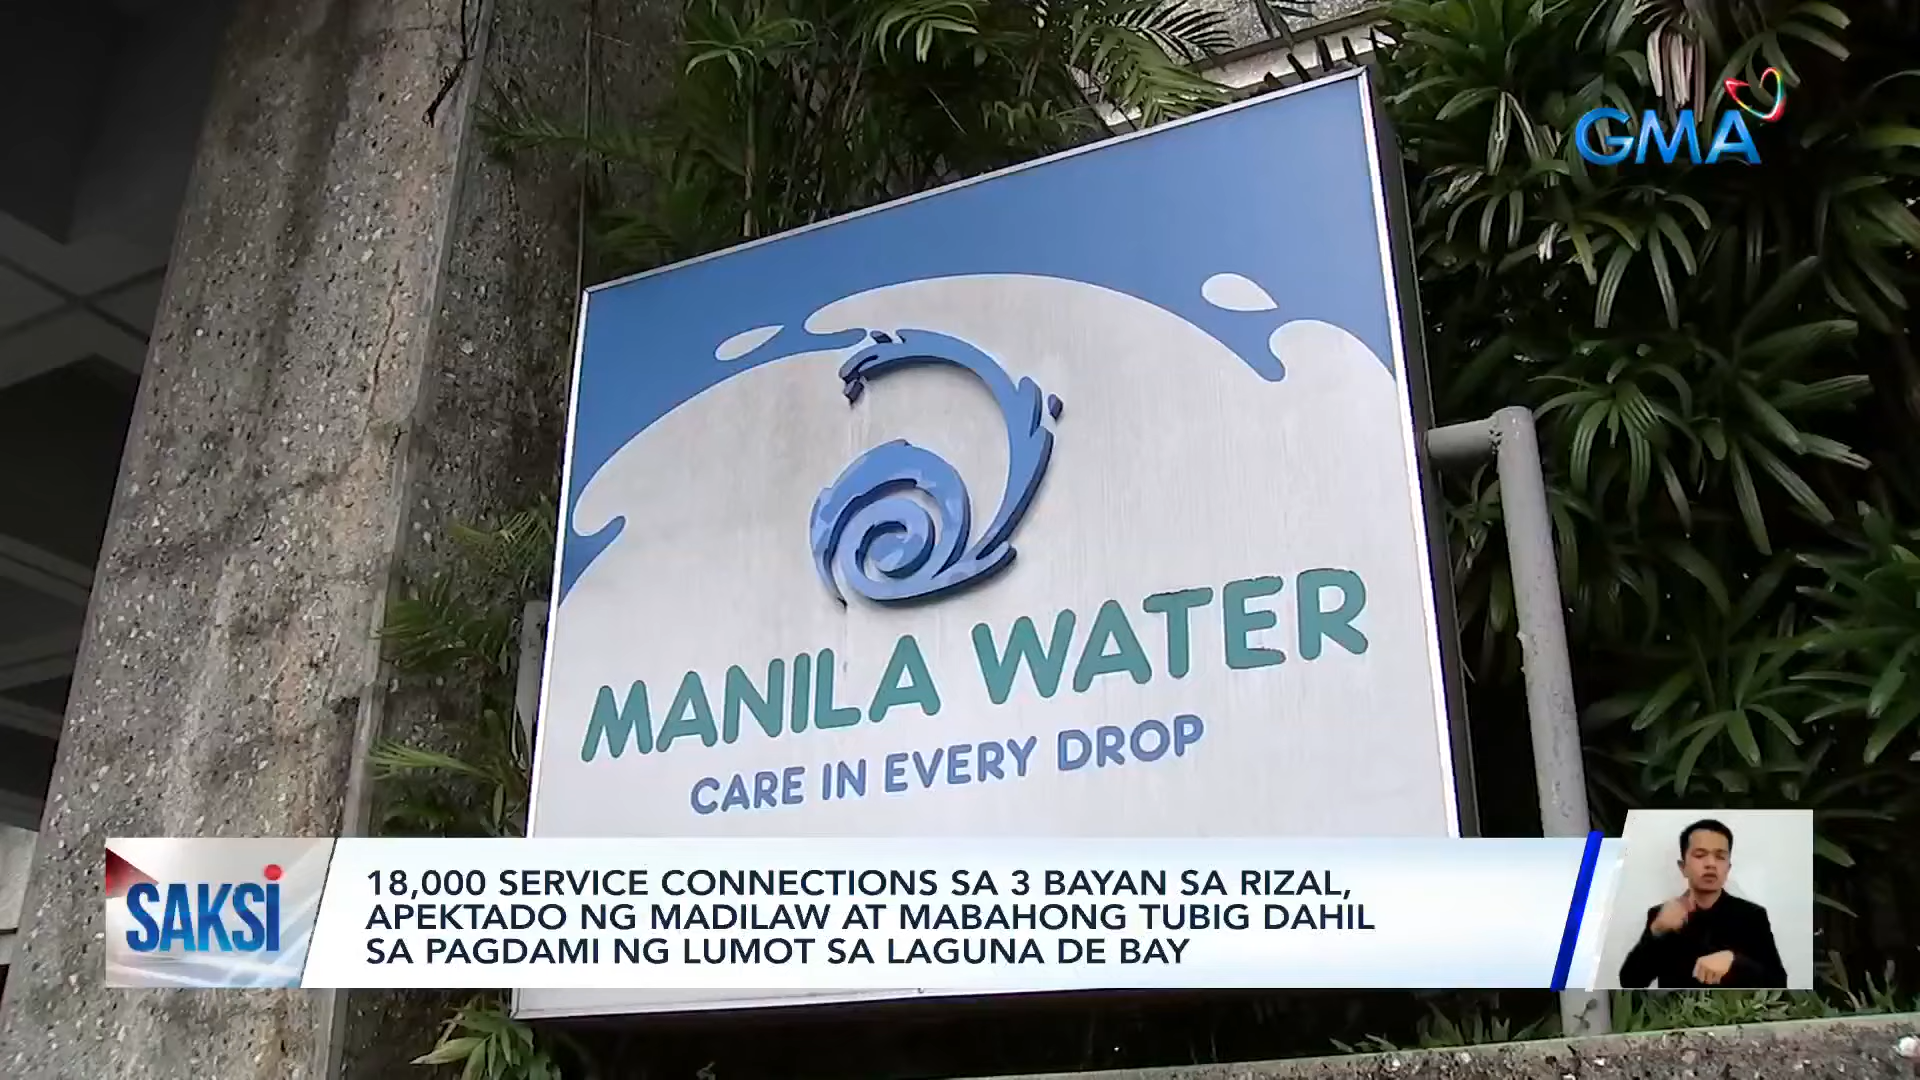 GMA
MANILA WATER
CARE IN EVERY DROP
SAKSI
18,000 SERVICE CONNECTIONS SA 3 BAYAN SA RIZAL,
APEKTADO NG MADILAW AT MABAHONG TUBIG DAHIL
SA PAGDAMI NG LUMOT SA LAGUNA DE BAY